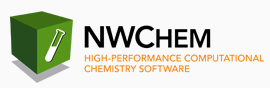 NWCHEM
HIGH-PERFORMANCE COMPUTATIONAL
CHEMISTRY SOFTWARE